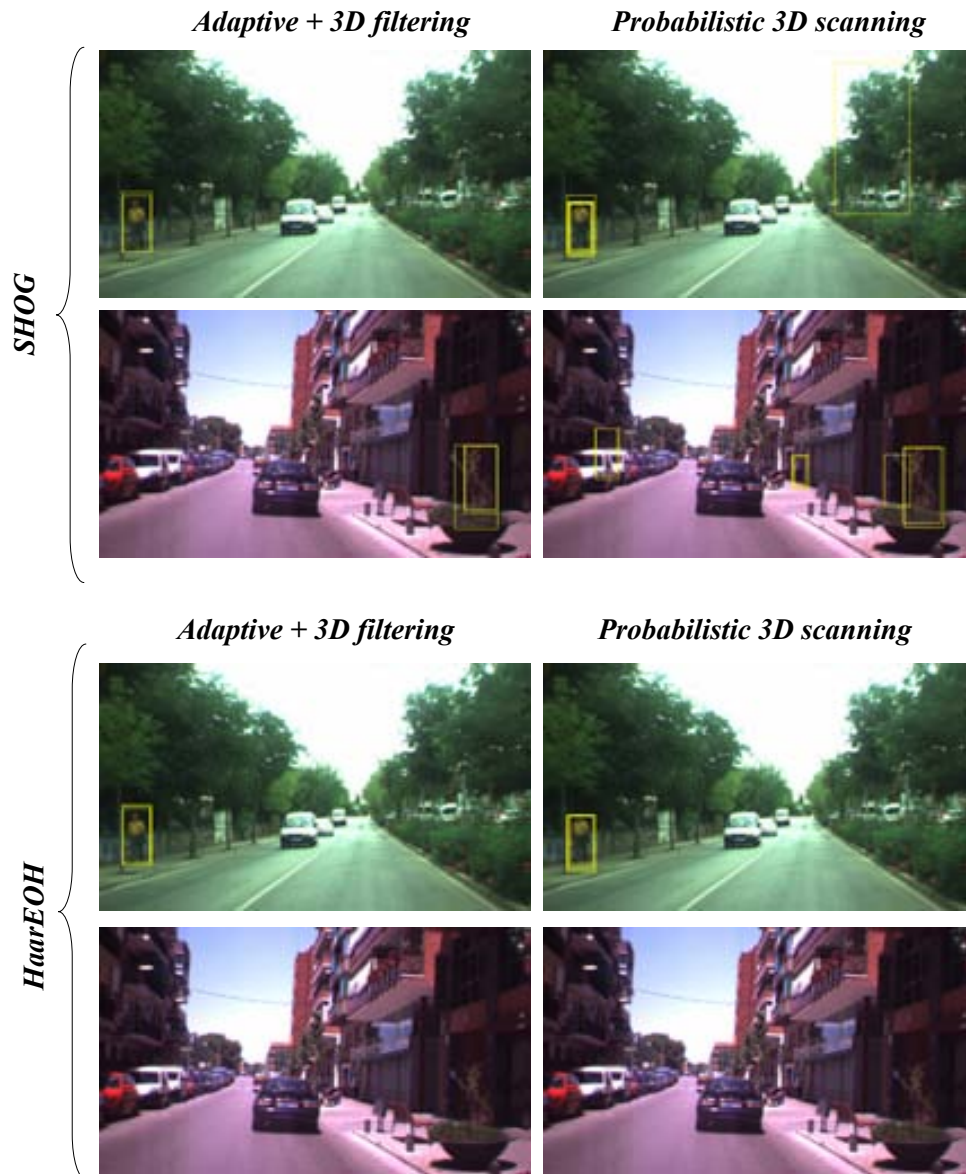 Adaptive + 3D filtering
Probabilistic 3D scanning
SHOG
Adaptive + 3D filtering
Probabilistic 3D scanning
HaarEOH